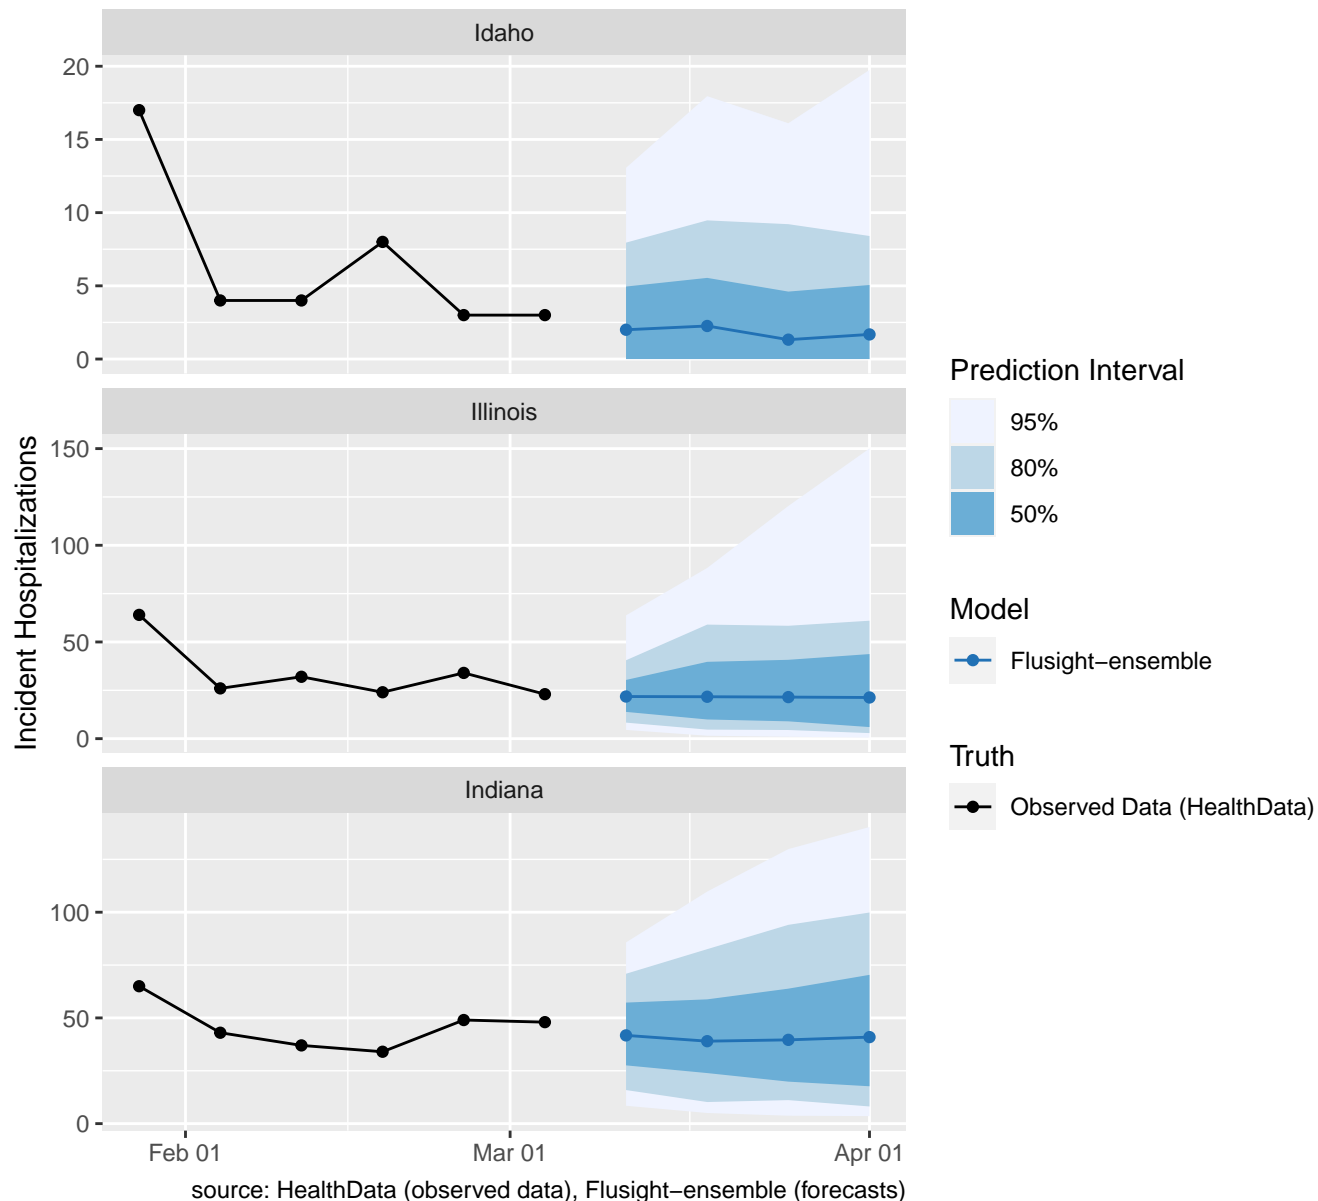 Idaho
20
15
10
5
0
Illinois
150
100
50
0
Indiana
100
50
0
Feb 01
Mar 01
Apr 01
Incident Hospitalizations
source: HealthData (observed data), Flusight−ensemble (forecasts)
Prediction Interval
95%
80%
50%
Model
Flusight−ensemble
Truth
Observed Data (HealthData)